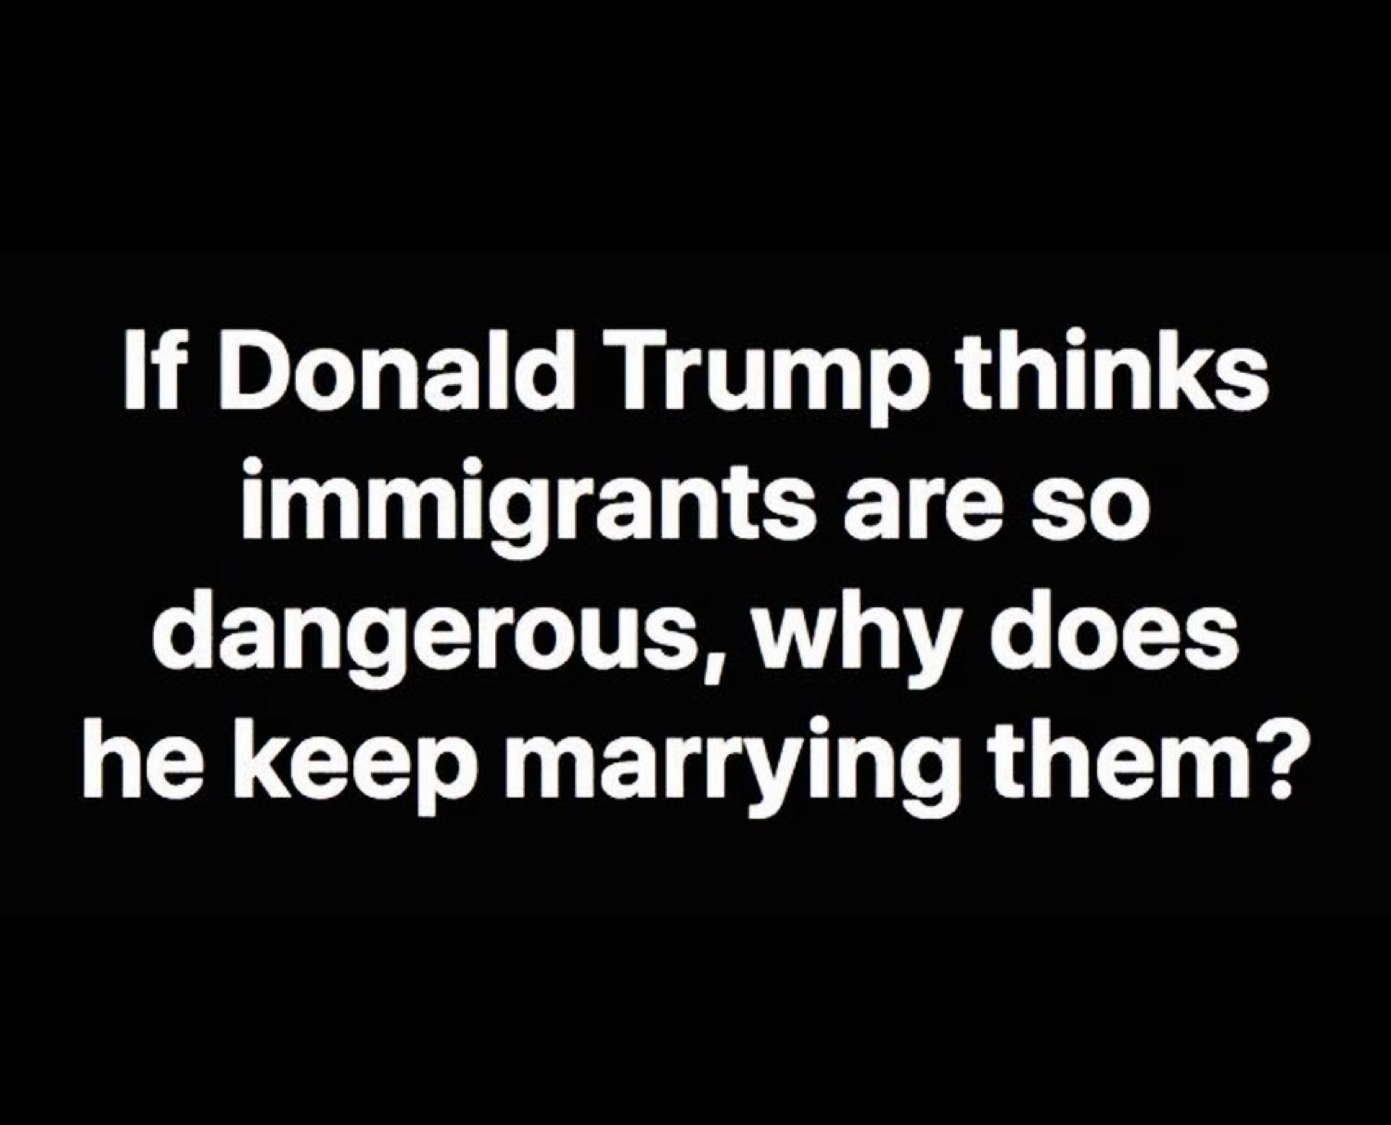 If Donald Trump thinks
immigrants are so
dangerous, why does
he keep marrying them?